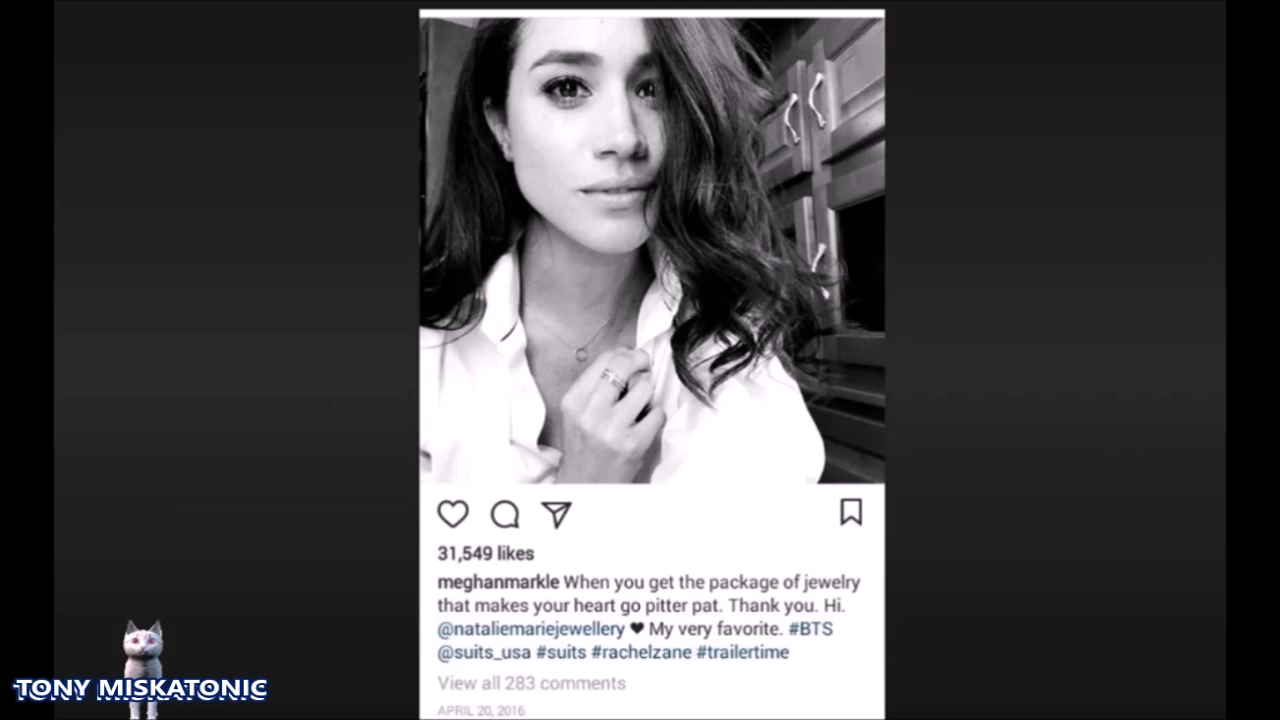 31,549 likes
meghanmarkle When you get the package of jewelry
that makes your heart go pitter pat. Thank you. Hi.
@nataliemariejewellery ❤ My very favorite. #BTS
@suits_usa #suits #rachelzane #trailertime
View all 283 comments
APRIL 20, 2016
TONY MISKATONIC